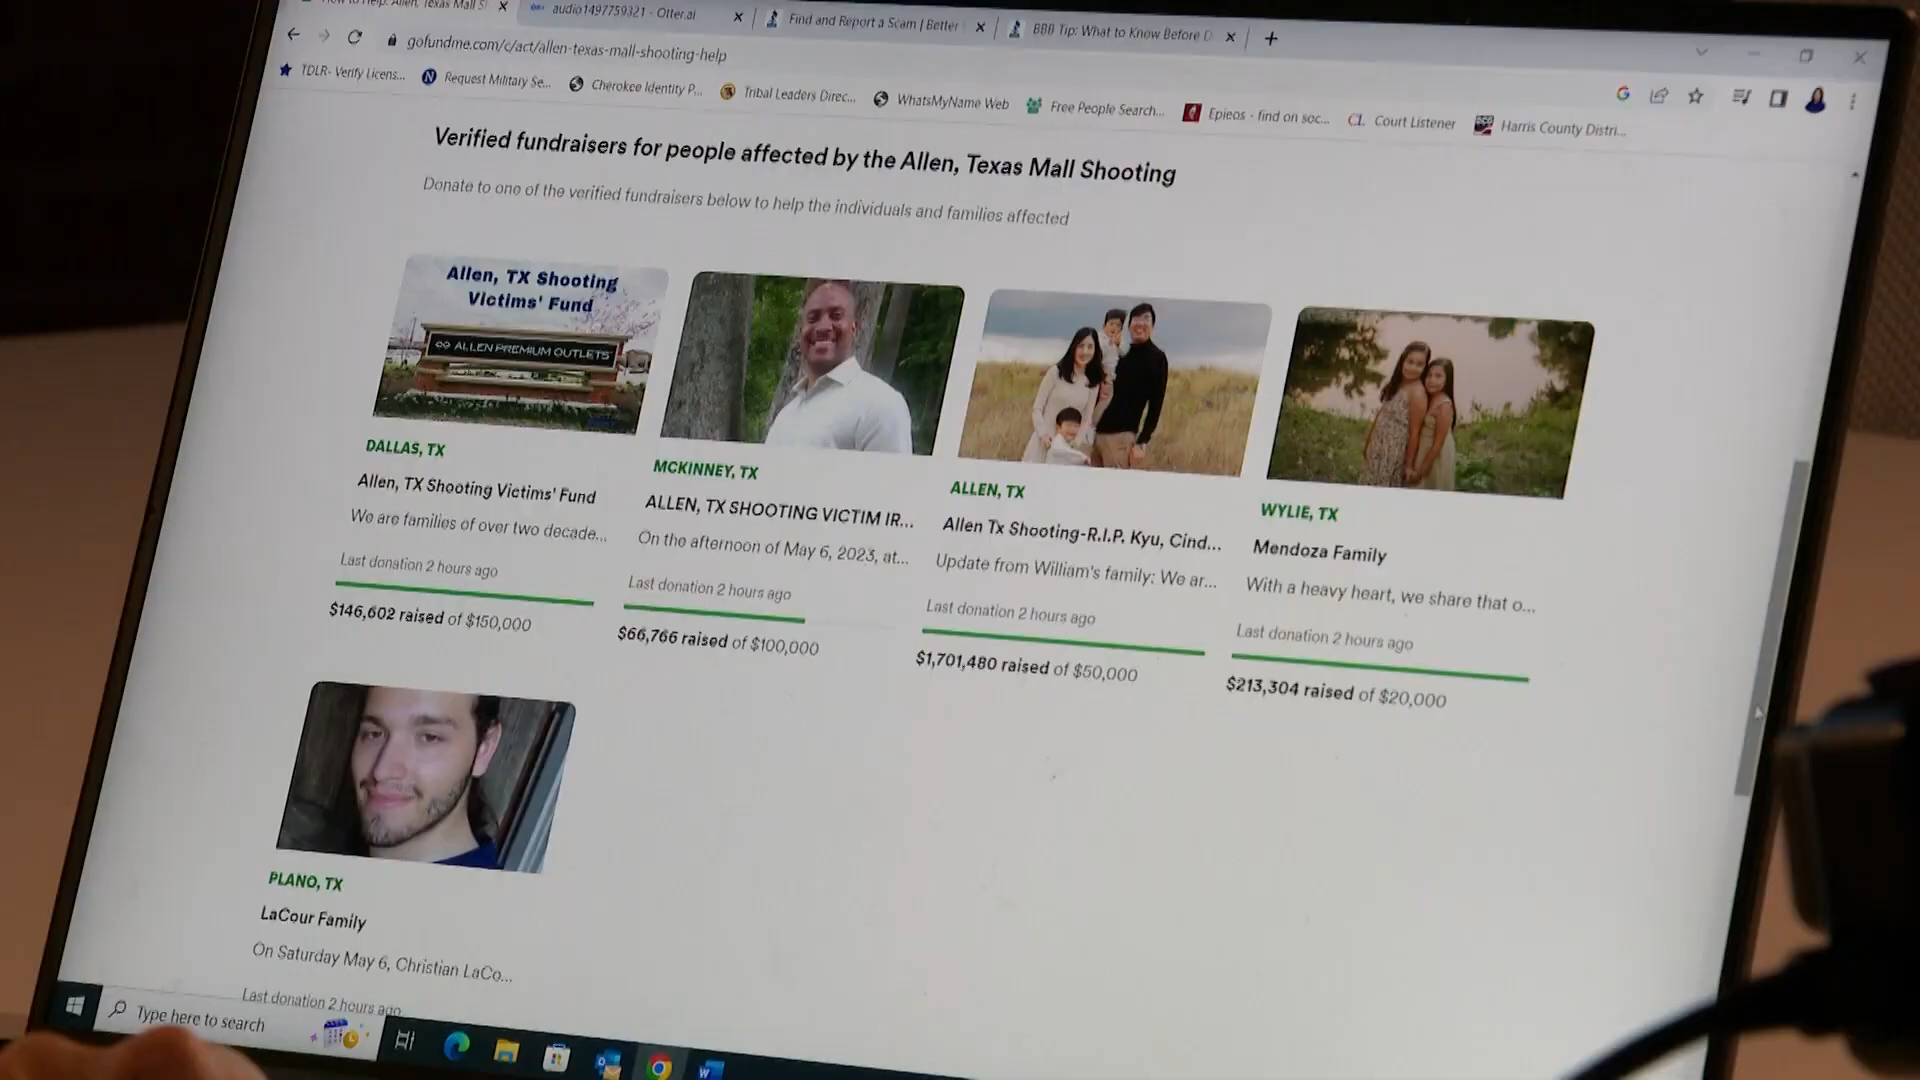 How to Help: Allen, Texas Mall S
audio1497759321 - Otter.ai
Find and Report a Scam | Better
BBB Tip: What to Know Before D
gofundme.com/c/act/allen-texas-mall-shooting-help
TDLR- Verify Licens...
Request Military Se...
Cherokee Identity P...
Tribal Leaders Direc...
WhatsMyName Web
Free People Search...
Epieos - find on soc...
CL Court Listener
Harris County Distri...
Verified fundraisers for people affected by the Allen, Texas Mall Shooting
Donate to one of the verified fundraisers below to help the individuals and families affected
Allen, TX Shooting
Victims' Fund
ALLEN PREMIUM OUTLETS
DALLAS, TX
Allen, TX Shooting Victims' Fund
We are families of over two decade...
Last donation 2 hours ago
$146,602 raised of $150,000
MCKINNEY, TX
ALLEN, TX SHOOTING VICTIM IR...
On the afternoon of May 6, 2023, at...
Last donation 2 hours ago
$66,766 raised of $100,000
ALLEN, TX
Allen Tx Shooting-R.I.P. Kyu, Cind...
Update from William's family: We ar...
Last donation 2 hours ago
$1,701,480 raised of $50,000
WYLIE, TX
Mendoza Family
With a heavy heart, we share that o...
Last donation 2 hours ago
$213,304 raised of $20,000
PLANO, TX
LaCour Family
On Saturday May 6, Christian LaCo...
Last donation 2 hours ago
Type here to search